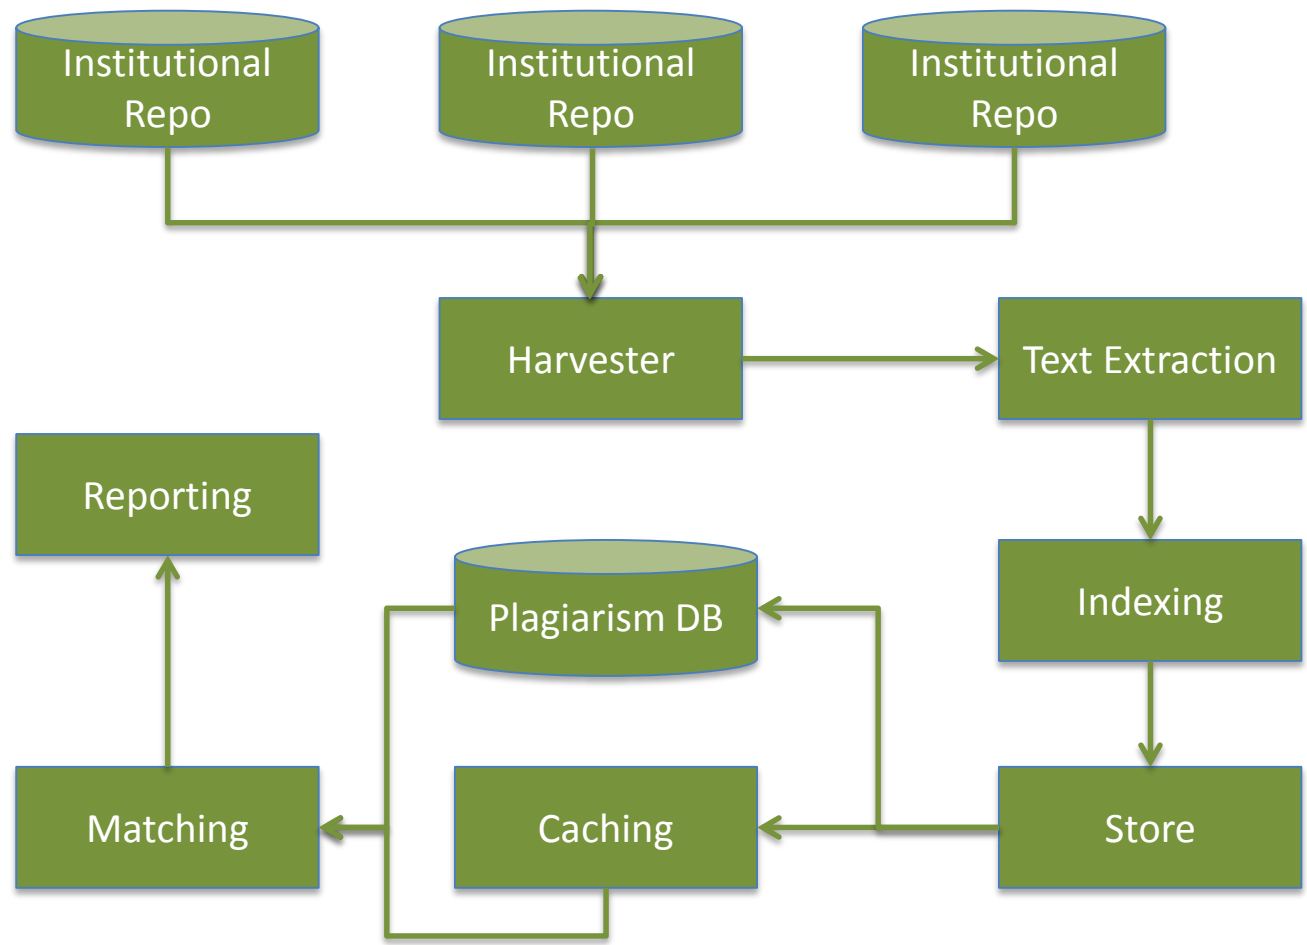 Institutional
Repo
Institutional
Repo
Institutional
Repo
Harvester
Text Extraction
Reporting
Plagiarism DB
Indexing
Matching
Caching
Store